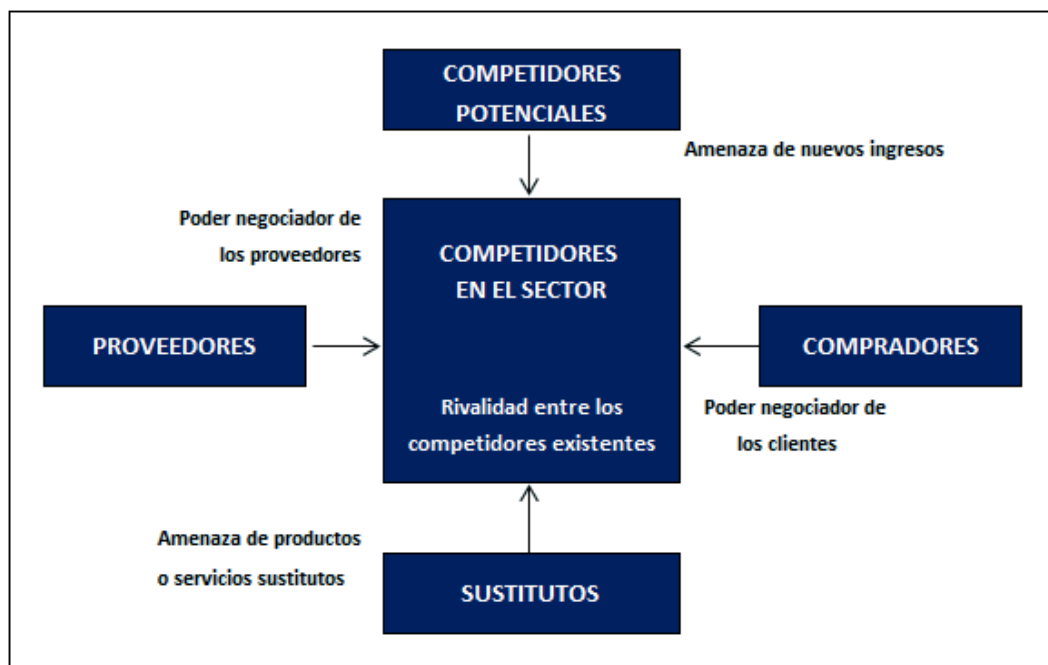 COMPETIDORES
POTENCIALES
Amenaza de nuevos ingresos
Poder negociador de
los proveedores
COMPETIDORES
EN EL SECTOR
PROVEEDORES
COMPRADORES
Rivalidad entre los
competidores existentes
Poder negociador de
los clientes
Amenaza de productos
o servicios sustitutos
SUSTITUTOS